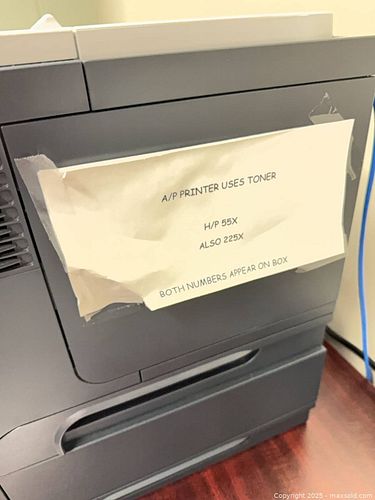 A/P PRINTER USES TONER
H/P 55X
ALSO 225X
BOTH NUMBERS APPEAR ON BOX
Copyright 2025 - maxsold.com